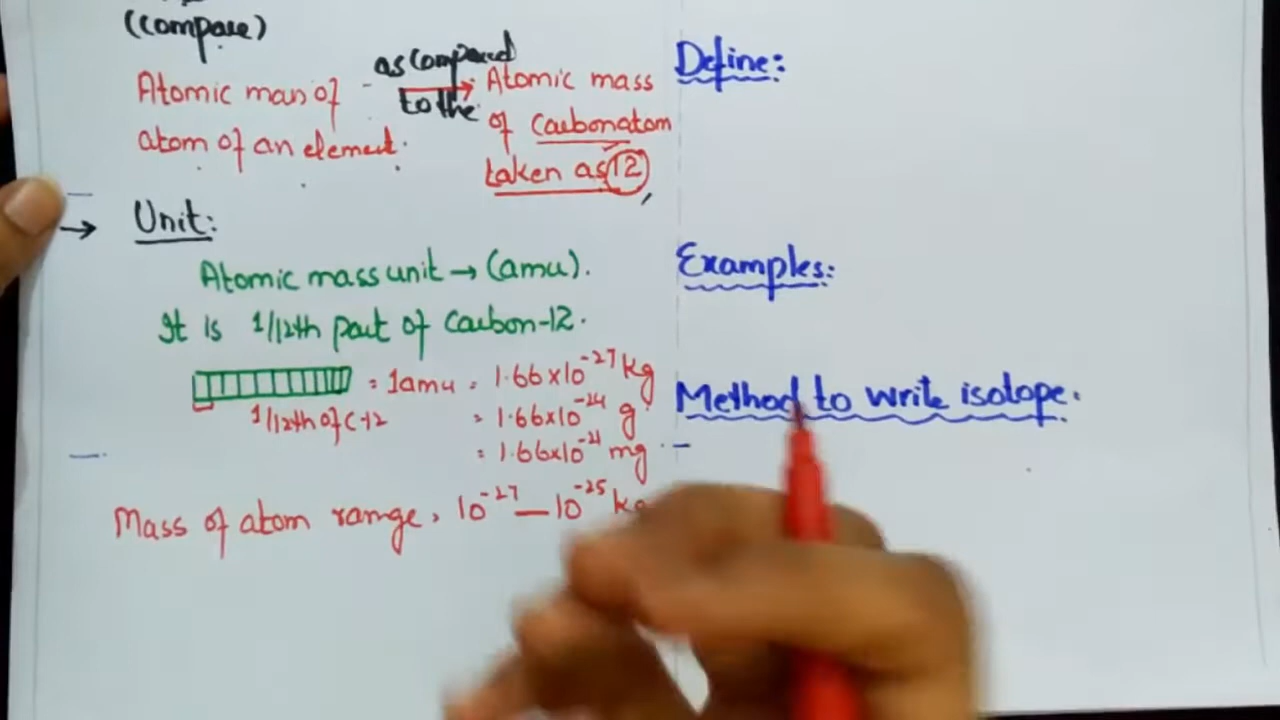 (Compare)
Atomic mass of
atom of an element.
as compared
to the
Atomic mass
of Carbon atom
taken as 12
Unit:
Atomic mass unit → (amu).
It is 1/12th part of Carbon-12.
= 1amu = 1.66x10⁻²⁷ kg
1/12th of C-12
= 1.66x10⁻²⁴ g
= 1.66x10⁻²¹ mg
Mass of atom range, 10⁻²⁷ — 10⁻²⁵ kg
Define:
Examples:
Method to write isotope.